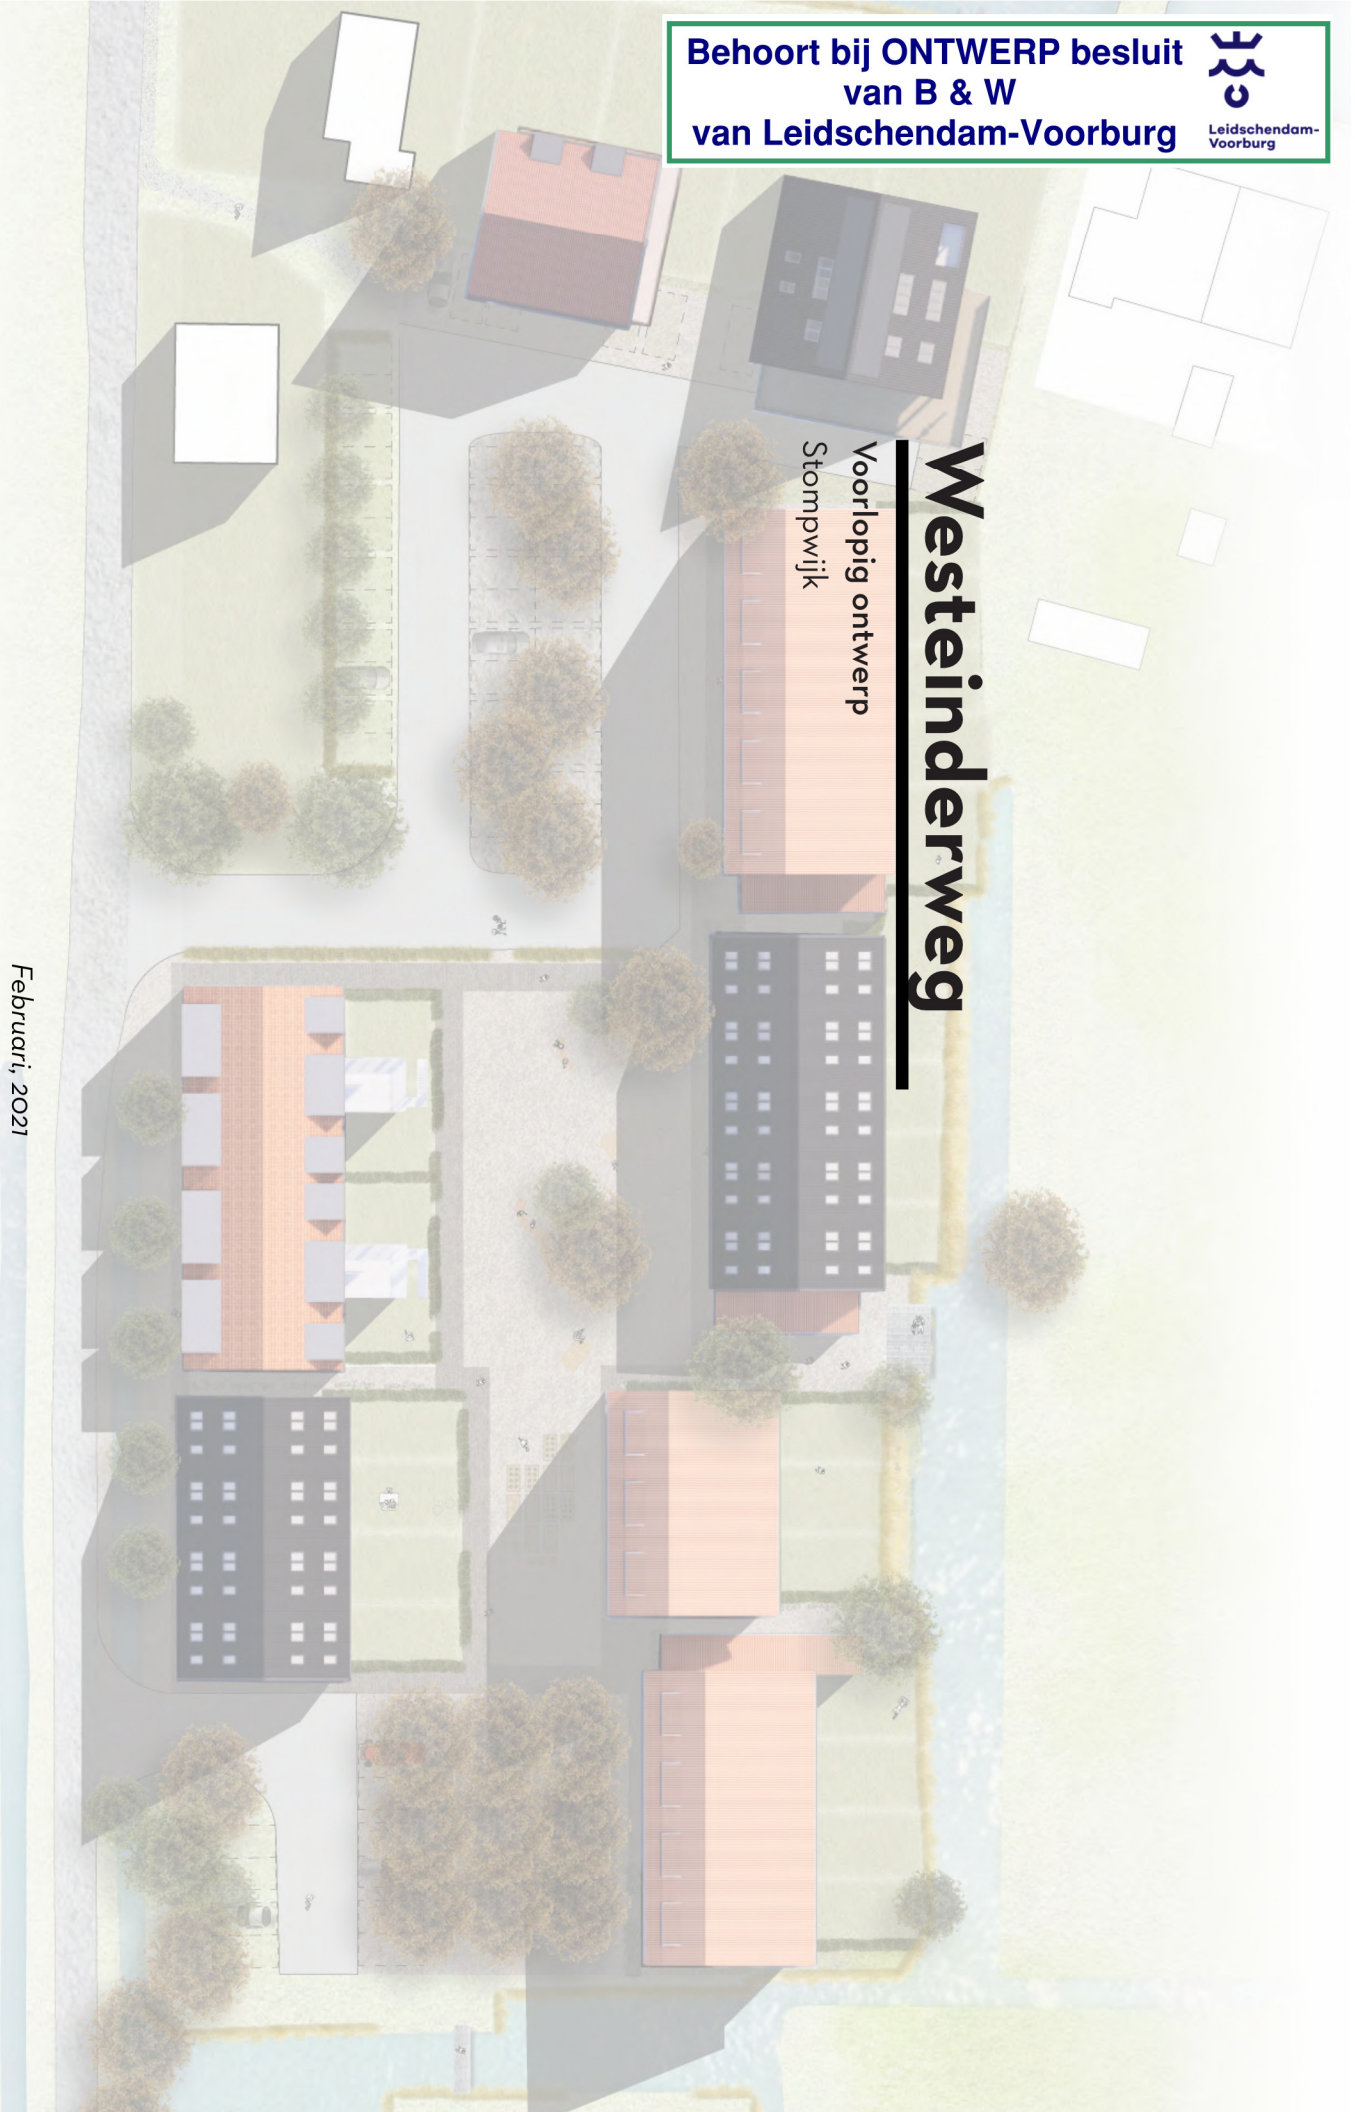 Behoort bij ONTWERP besluit
van B & W
van Leidschendam-Voorburg
Leidschendam-
Voorburg
Westeinderweg
Voorlopig ontwerp
Stompwijk
Februari, 2021